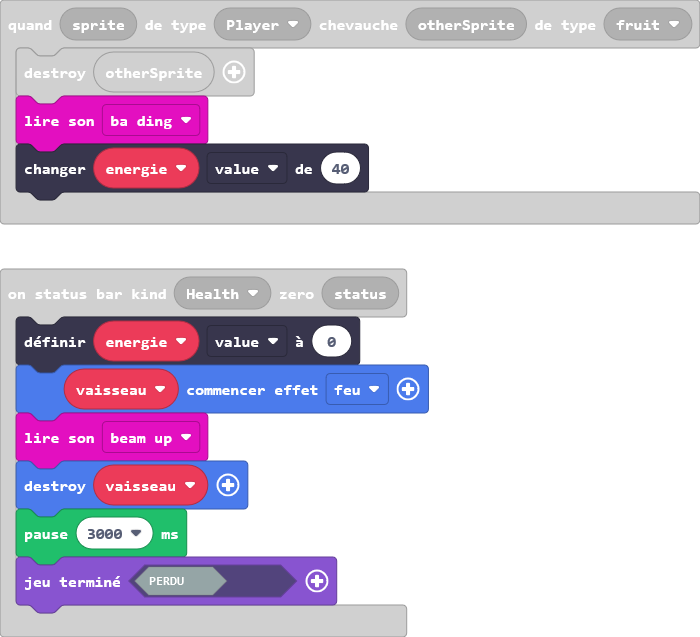 quand sprite de type Player chevauche otherSprite de type fruit
destroy otherSprite
lire son ba ding
changer energie value de 40
on status bar kind Health zero status
définir energie value à 0
vaisseau commencer effet feu
lire son beam up
destroy vaisseau
pause 3000 ms
jeu terminé PERDU